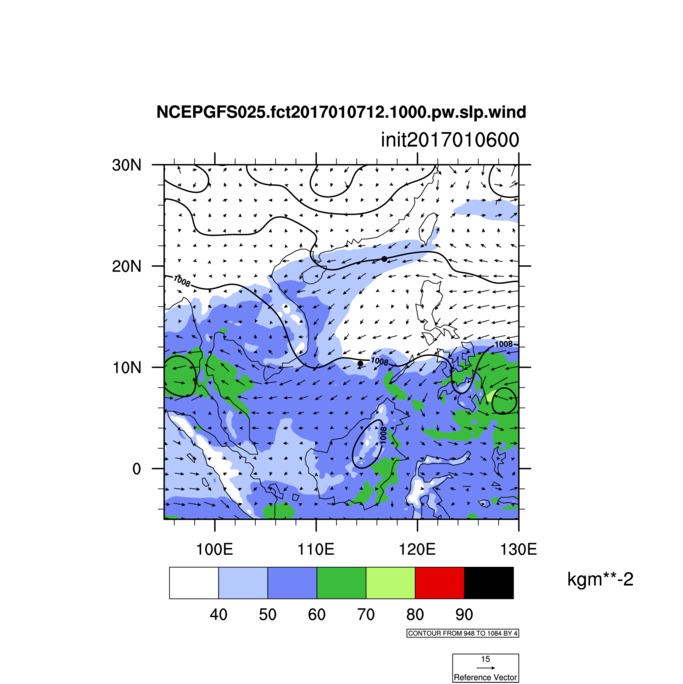 NCEPGFS025.fct2017010712.1000.pw.slp.wind
init2017010600
30N
1008
20N
1008
1008
10N
1008
0
100E 110E 120E 130E
kgm**-2
40 50 60 70 80 90
CONTOUR FROM 948 TO 1084 BY 4
15
Reference Vector